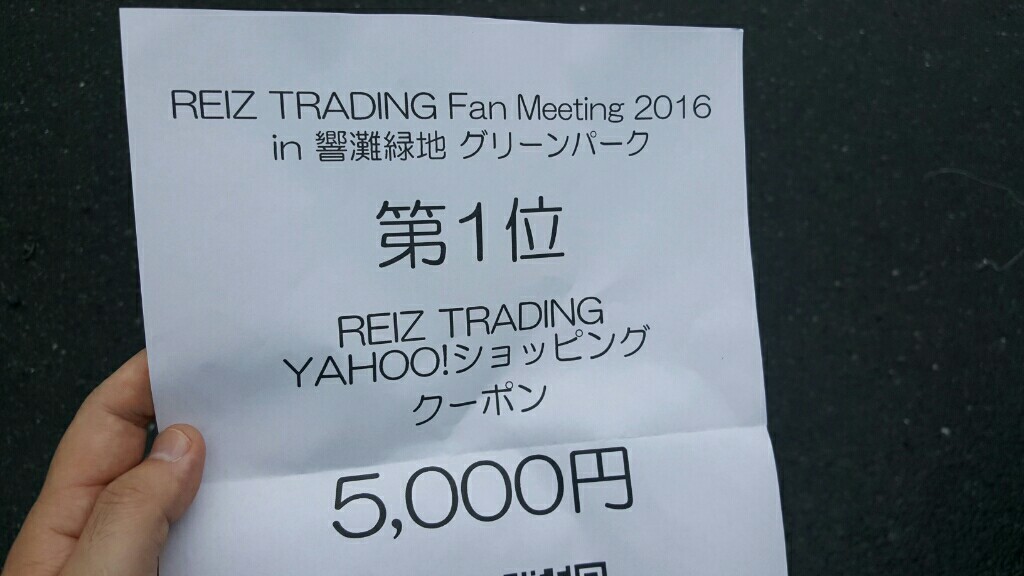 REIZ TRADING Fan Meeting 2016
in 響灘緑地 グリーンパーク
第1位
REIZ TRADING
YAHOO!ショッピング
クーポン
5,000円